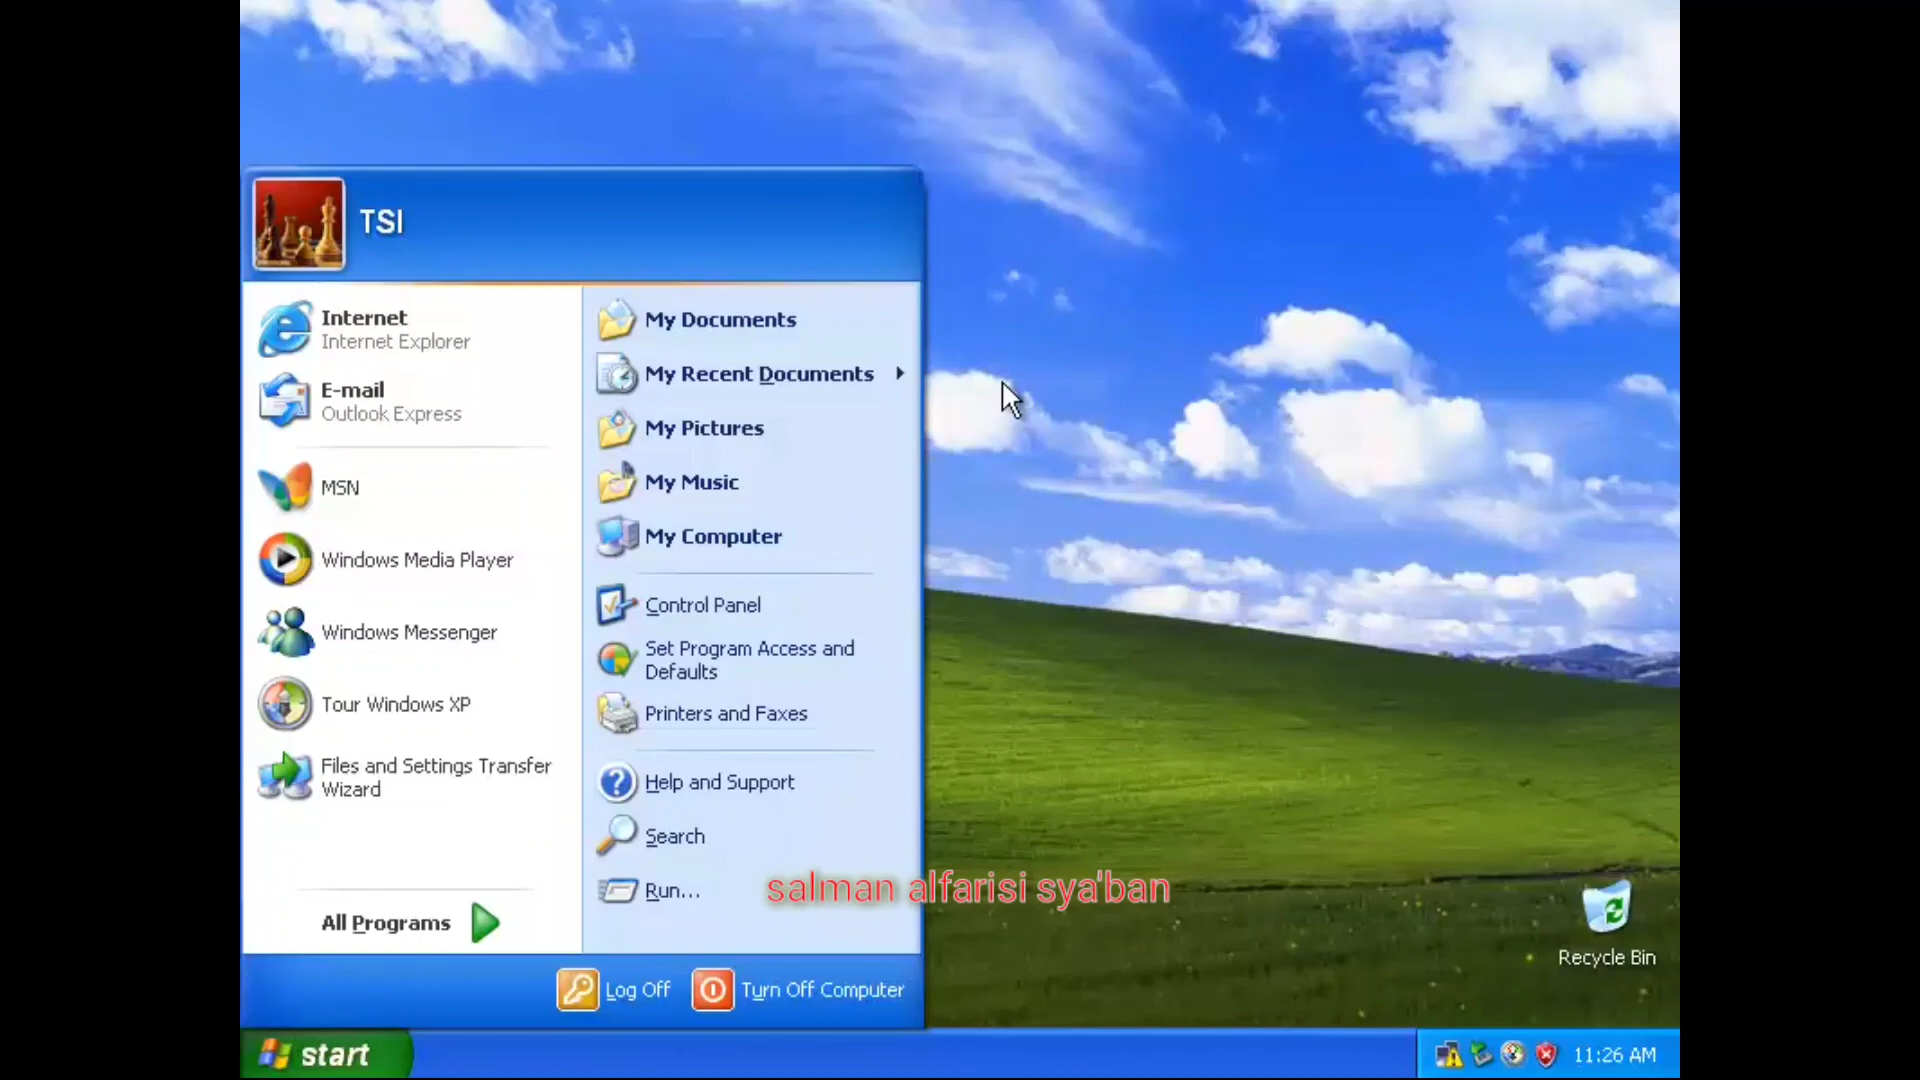 TSI
Internet
Internet Explorer
E-mail
Outlook Express
MSN
Windows Media Player
Windows Messenger
Tour Windows XP
Files and Settings Transfer
Wizard
All Programs
My Documents
My Recent Documents
My Pictures
My Music
My Computer
Control Panel
Set Program Access and
Defaults
Printers and Faxes
Help and Support
Search
Run...
salman alfarisi sya'ban
Recycle Bin
Log Off
Turn Off Computer
start
11:26 AM